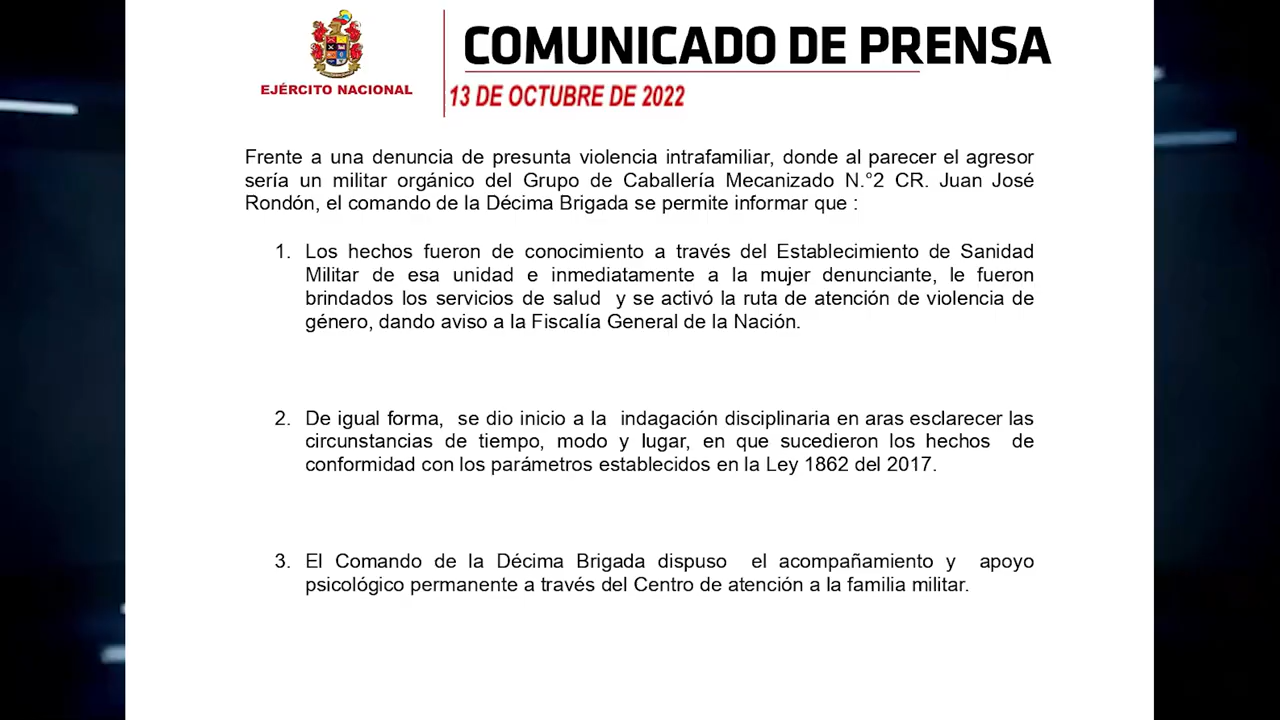 COMUNICADO DE PRENSA
EJÉRCITO NACIONAL
13 DE OCTUBRE DE 2022
Frente a una denuncia de presunta violencia intrafamiliar, donde al parecer el agresor
sería un militar orgánico del Grupo de Caballería Mecanizado N.°2 CR. Juan José
Rondón, el comando de la Décima Brigada se permite informar que :
1. Los hechos fueron de conocimiento a través del Establecimiento de Sanidad
Militar de esa unidad e inmediatamente a la mujer denunciante, le fueron
brindados los servicios de salud y se activó la ruta de atención de violencia de
género, dando aviso a la Fiscalía General de la Nación.
2. De igual forma, se dio inicio a la indagación disciplinaria en aras esclarecer las
circunstancias de tiempo, modo y lugar, en que sucedieron los hechos de
conformidad con los parámetros establecidos en la Ley 1862 del 2017.
3. El Comando de la Décima Brigada dispuso el acompañamiento y apoyo
psicológico permanente a través del Centro de atención a la familia militar.